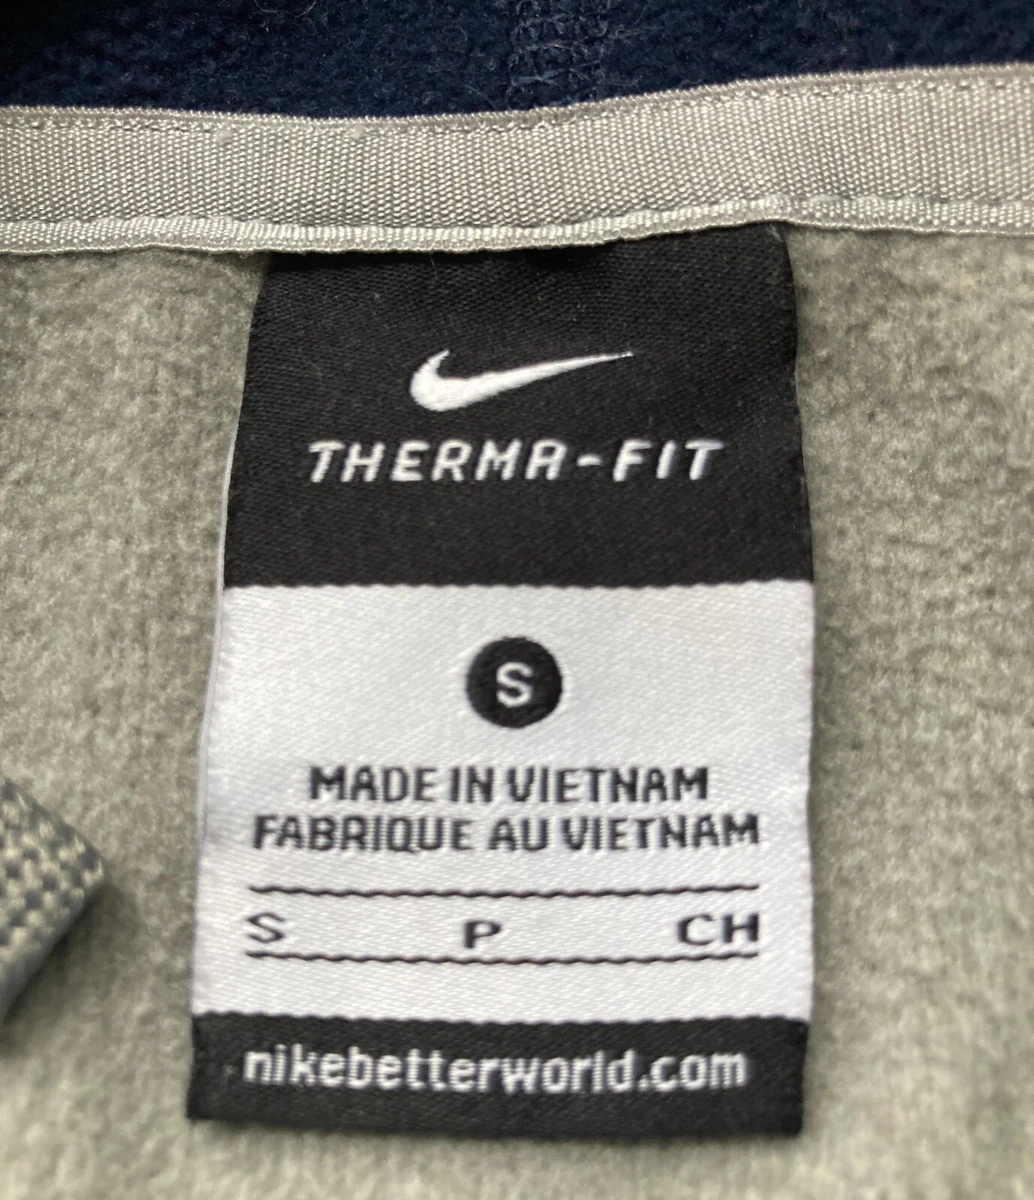 THERMA-FIT
S
MADE IN VIETNAM
FABRIQUE AU VIETNAM
S P CH
nikebetterworld.com